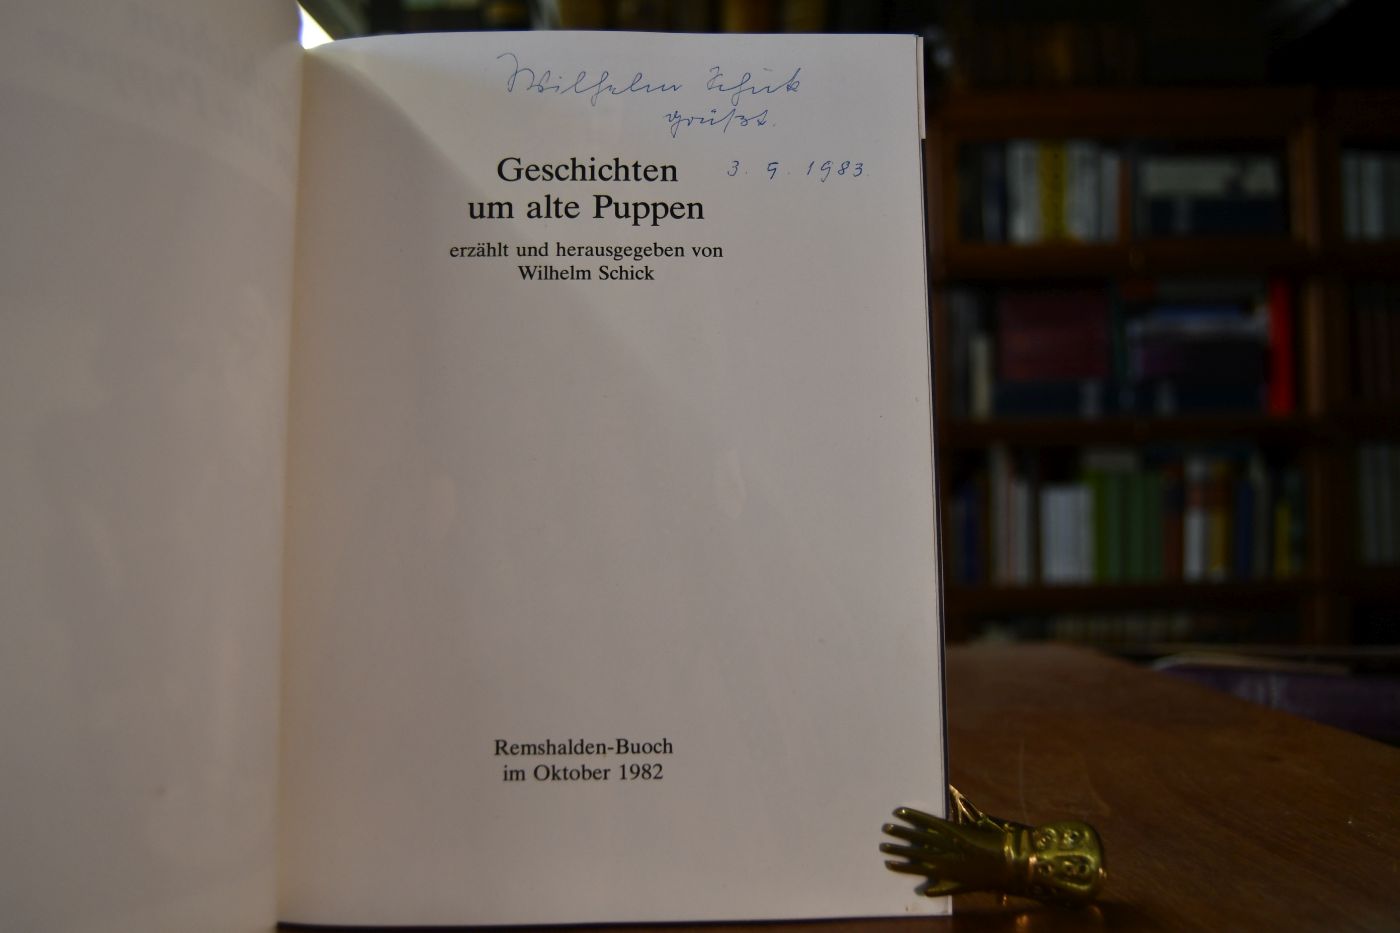 Wilhelm Schick
grüßt.
3. 9. 1983.
Geschichten
um alte Puppen
erzählt und herausgegeben von
Wilhelm Schick
Remshalden-Buoch
im Oktober 1982